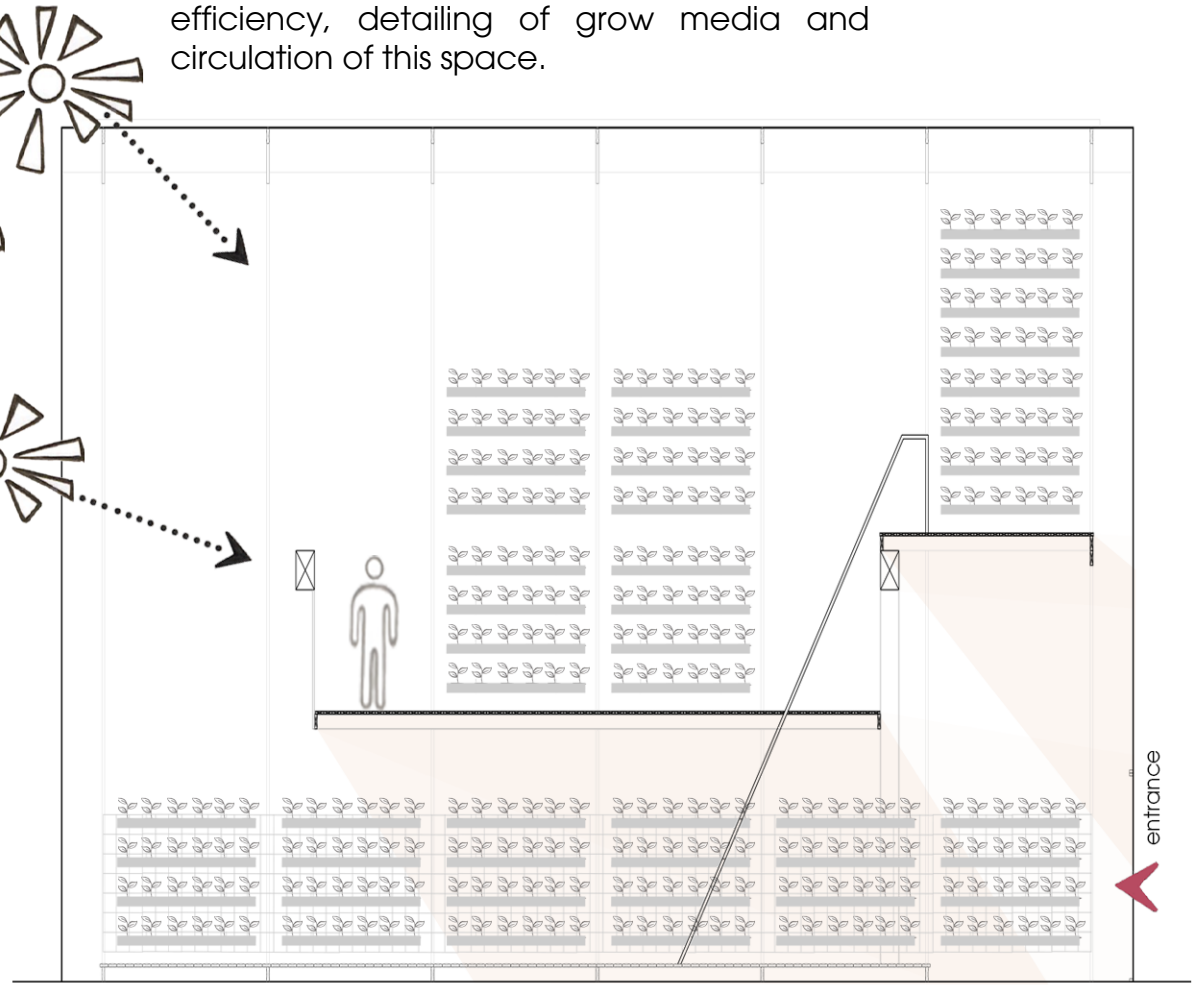 efficiency, detailing of grow media and
circulation of this space.
entrance